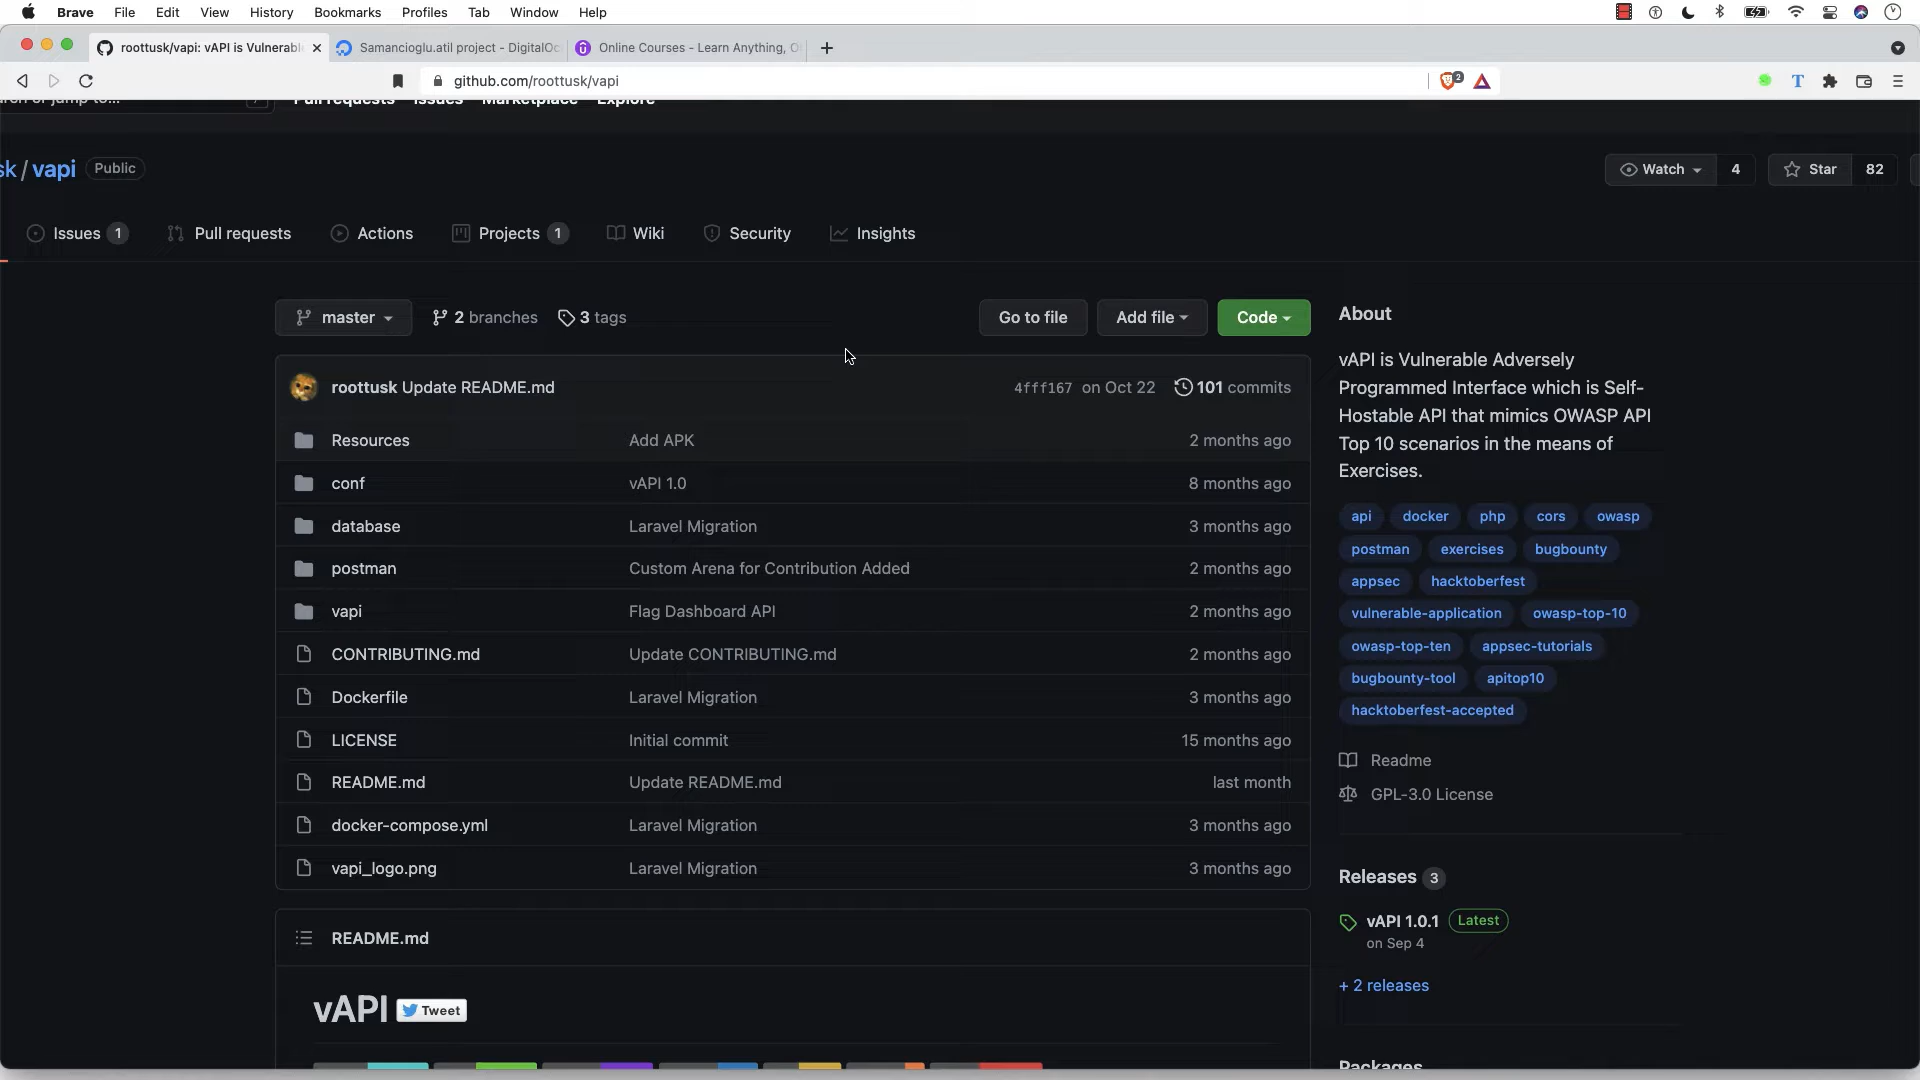 Brave File Edit View History Bookmarks Profiles Tab Window Help
roottusk/vapi: vAPI is Vulnerable
Samancioglu.atil project - DigitalOc
Online Courses - Learn Anything, O
github.com/roottusk/vapi
2
T
Pull requests Issues Marketplace Explore
sk / vapi Public
Watch 4
Star 82
Issues 1
Pull requests
Actions
Projects 1
Wiki
Security
Insights
master
2 branches
3 tags
Go to file
Add file
Code
roottusk Update README.md
4fff167 on Oct 22
101 commits
Resources Add APK 2 months ago
conf vAPI 1.0 8 months ago
database Laravel Migration 3 months ago
postman Custom Arena for Contribution Added 2 months ago
vapi Flag Dashboard API 2 months ago
CONTRIBUTING.md Update CONTRIBUTING.md 2 months ago
Dockerfile Laravel Migration 3 months ago
LICENSE Initial commit 15 months ago
README.md Update README.md last month
docker-compose.yml Laravel Migration 3 months ago
vapi_logo.png Laravel Migration 3 months ago
README.md
vAPI Tweet
About
vAPI is Vulnerable Adversely
Programmed Interface which is Self-
Hostable API that mimics OWASP API
Top 10 scenarios in the means of
Exercises.
api docker php cors owasp
postman exercises bugbounty
appsec hacktoberfest
vulnerable-application owasp-top-10
owasp-top-ten appsec-tutorials
bugbounty-tool apitop10
hacktoberfest-accepted
Readme
GPL-3.0 License
Releases 3
vAPI 1.0.1 Latest
on Sep 4
+ 2 releases
Packages